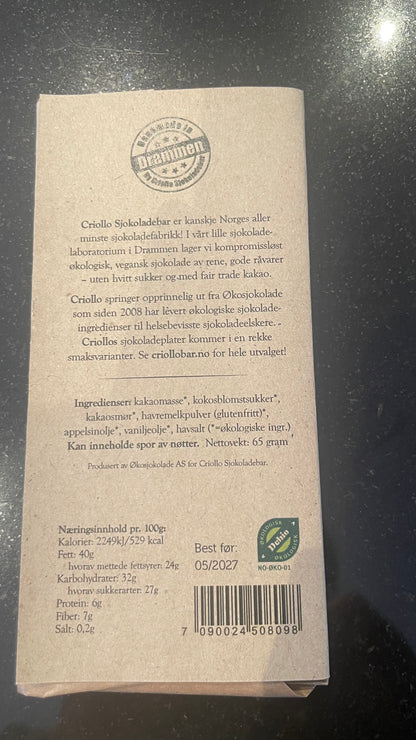 Handmade in
Drammen
By Criollo Sjokoladebar
Criollo Sjokoladebar er kanskje Norges aller
minste sjokoladefabrikk! I vårt lille sjokolade-
laboratorium i Drammen lager vi kompromissløst
økologisk, vegansk sjokolade av rene, gode råvarer
– uten hvitt sukker og med fair trade kakao.
Criollo springer opprinnelig ut fra Økosjokolade
som siden 2008 har levert økologiske sjokolade-
ingredienser til helsebevisste sjokoladeelskere. -
Criollos sjokoladeplater kommer i en rekke
smaksvarianter. Se criollobar.no for hele utvalget!
Ingredienser: kakaomasse*, kokosblomstsukker*,
kakaosmør*, havremelkpulver (glutenfritt)*,
appelsinolje*, vaniljeolje*, havsalt (*=økologiske ingr.)
Kan inneholde spor av nøtter. Nettovekt: 65 gram
Produsert av Økosjokolade AS for Criollo Sjokoladebar.
Næringsinnhold pr. 100g:
Kalorier: 2249kJ/529 kcal
Fett: 40g
hvorav mettede fettsyrer: 24g
Karbohydrater: 32g
hvorav sukkerarter: 27g
Protein: 6g
Fiber: 7g
Salt: 0,2g
Best før:
05/2027
ØKOLOGISK
Debio
ØKOLOGISK
NO-ØKO-01
7 090024 508098